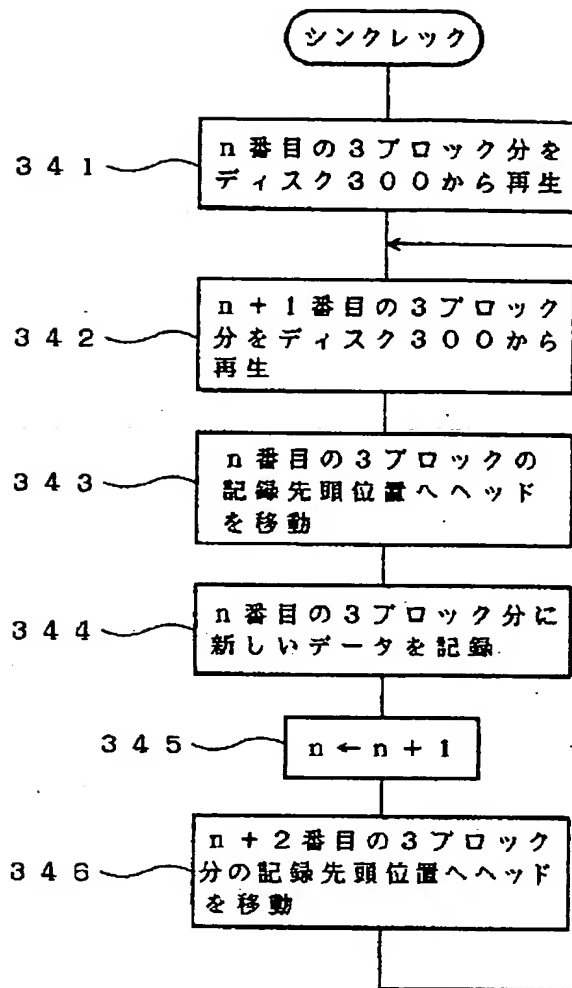 シンクレック
341
n番目の3ブロック分を
ディスク300から再生
342
n+1番目の3ブロック
分をディスク300から
再生
343
n番目の3ブロックの
記録先頭位置へヘッド
を移動
344
n番目の3ブロック分に
新しいデータを記録
345
n←n+1
346
n+2番目の3ブロック
分の記録先頭位置へヘッド
を移動